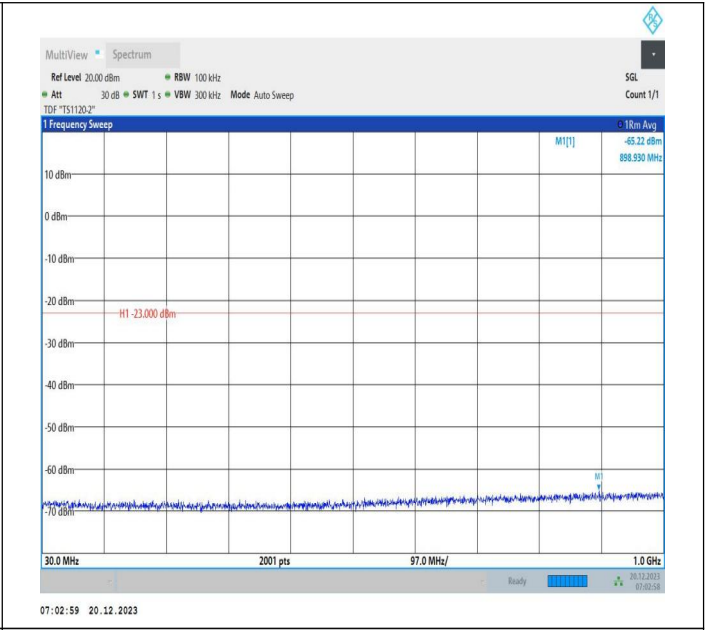 R S
MultiView Spectrum
Ref Level 20.00 dBm RBW 100 kHz SGL
Att 30 dB SWT 1 s VBW 300 kHz Mode Auto Sweep Count 1/1
TDF "TS1120-2"
1 Frequency Sweep 1Rm Avg
M1[1] -65.22 dBm
898.930 MHz
10 dBm
0 dBm
-10 dBm
-20 dBm
H1 -23.000 dBm
-30 dBm
-40 dBm
-50 dBm
-60 dBm
M1
-70 dBm
30.0 MHz 2001 pts 97.0 MHz/ 1.0 GHz
Ready 20.12.2023
07:02:58
07:02:59 20.12.2023